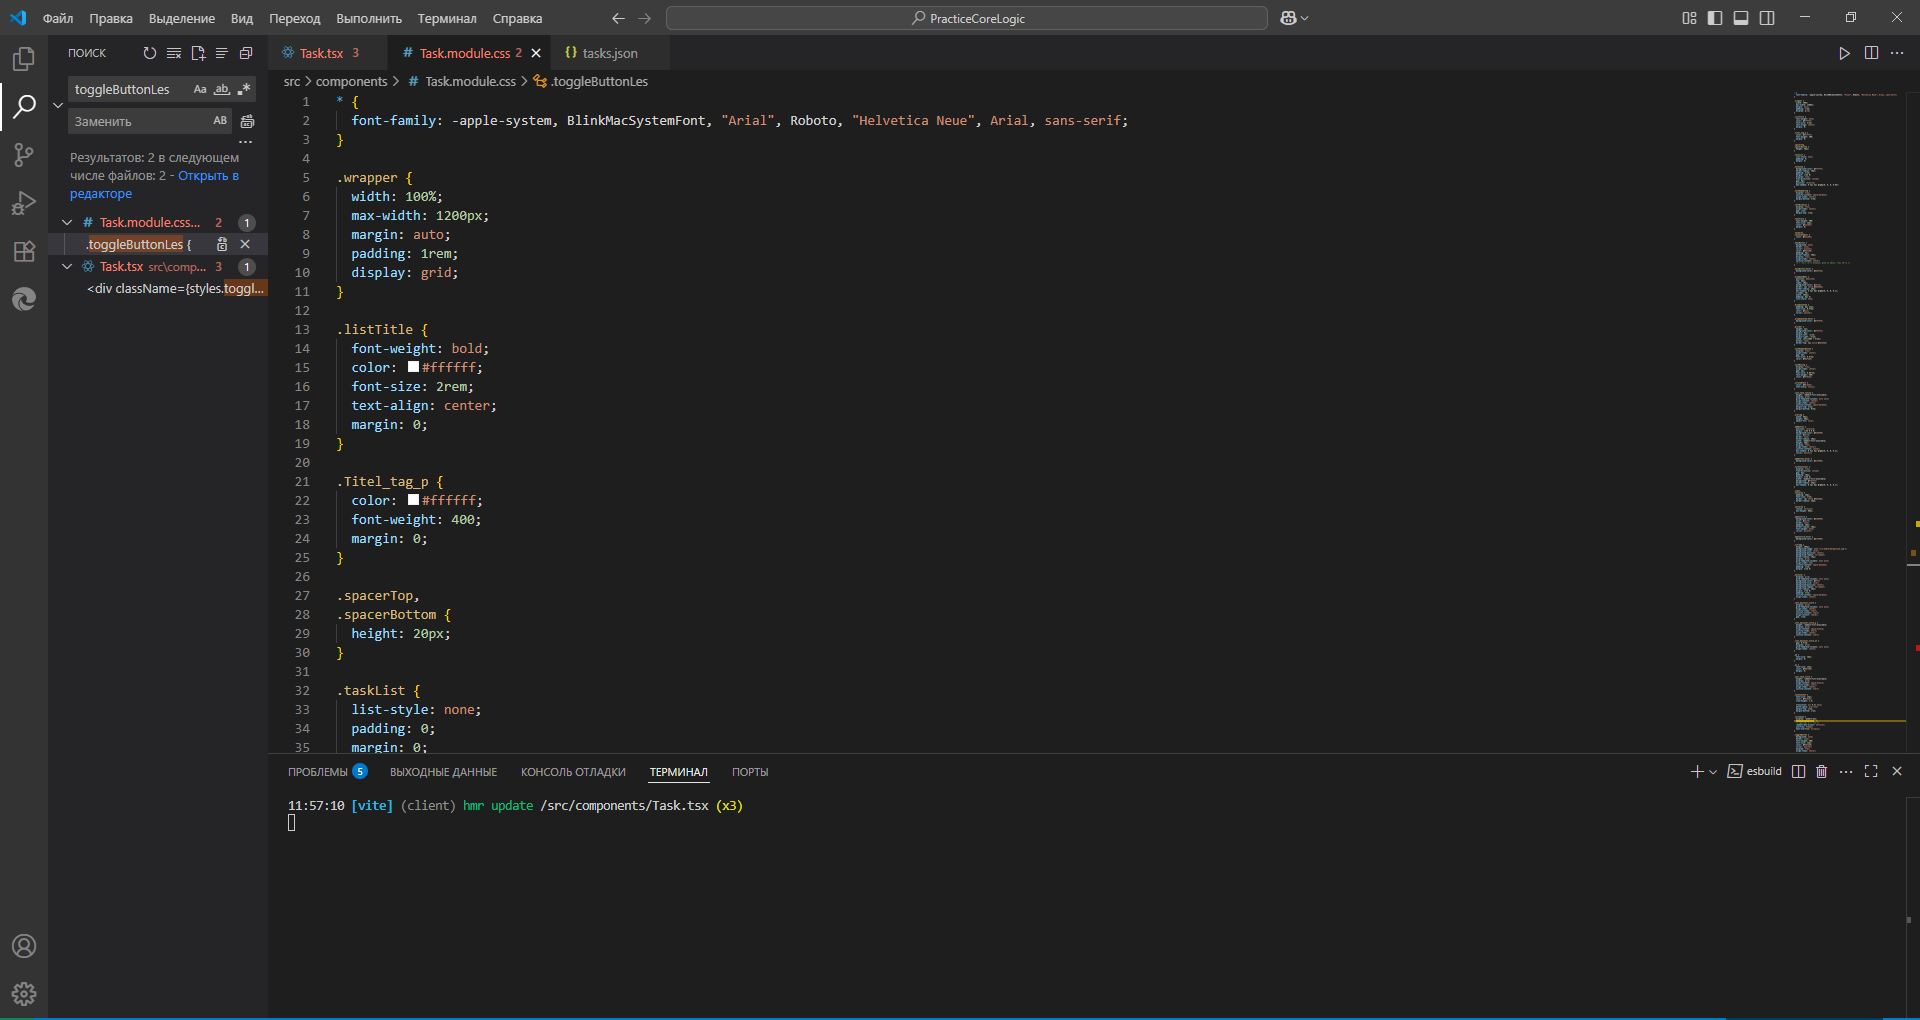 Файл Правка Выделение Вид Переход Выполнить Терминал Справка PracticeCoreLogic
ПОИСК
toggleButtonLes Aa ab .*
Заменить AB
Результатов: 2 в следующем
числе файлов: 2 - Открыть в
редакторе
# Task.module.css... 2 1
.toggleButtonLes {
Task.tsx src\comp... 3 1
<div className={styles.toggl...
Task.tsx 3 # Task.module.css 2 {} tasks.json
src > components > # Task.module.css > .toggleButtonLes
1 * {
2 font-family: -apple-system, BlinkMacSystemFont, "Arial", Roboto, "Helvetica Neue", Arial, sans-serif;
3 }
4
5 .wrapper {
6 width: 100%;
7 max-width: 1200px;
8 margin: auto;
9 padding: 1rem;
10 display: grid;
11 }
12
13 .listTitle {
14 font-weight: bold;
15 color: #ffffff;
16 font-size: 2rem;
17 text-align: center;
18 margin: 0;
19 }
20
21 .Titel_tag_p {
22 color: #ffffff;
23 font-weight: 400;
24 margin: 0;
25 }
26
27 .spacerTop,
28 .spacerBottom {
29 height: 20px;
30 }
31
32 .taskList {
33 list-style: none;
34 padding: 0;
35 margin: 0;
ПРОБЛЕМЫ 5 ВЫХОДНЫЕ ДАННЫЕ КОНСОЛЬ ОТЛАДКИ ТЕРМИНАЛ ПОРТЫ esbuild
11:57:10 [vite] (client) hmr update /src/components/Task.tsx (x3)